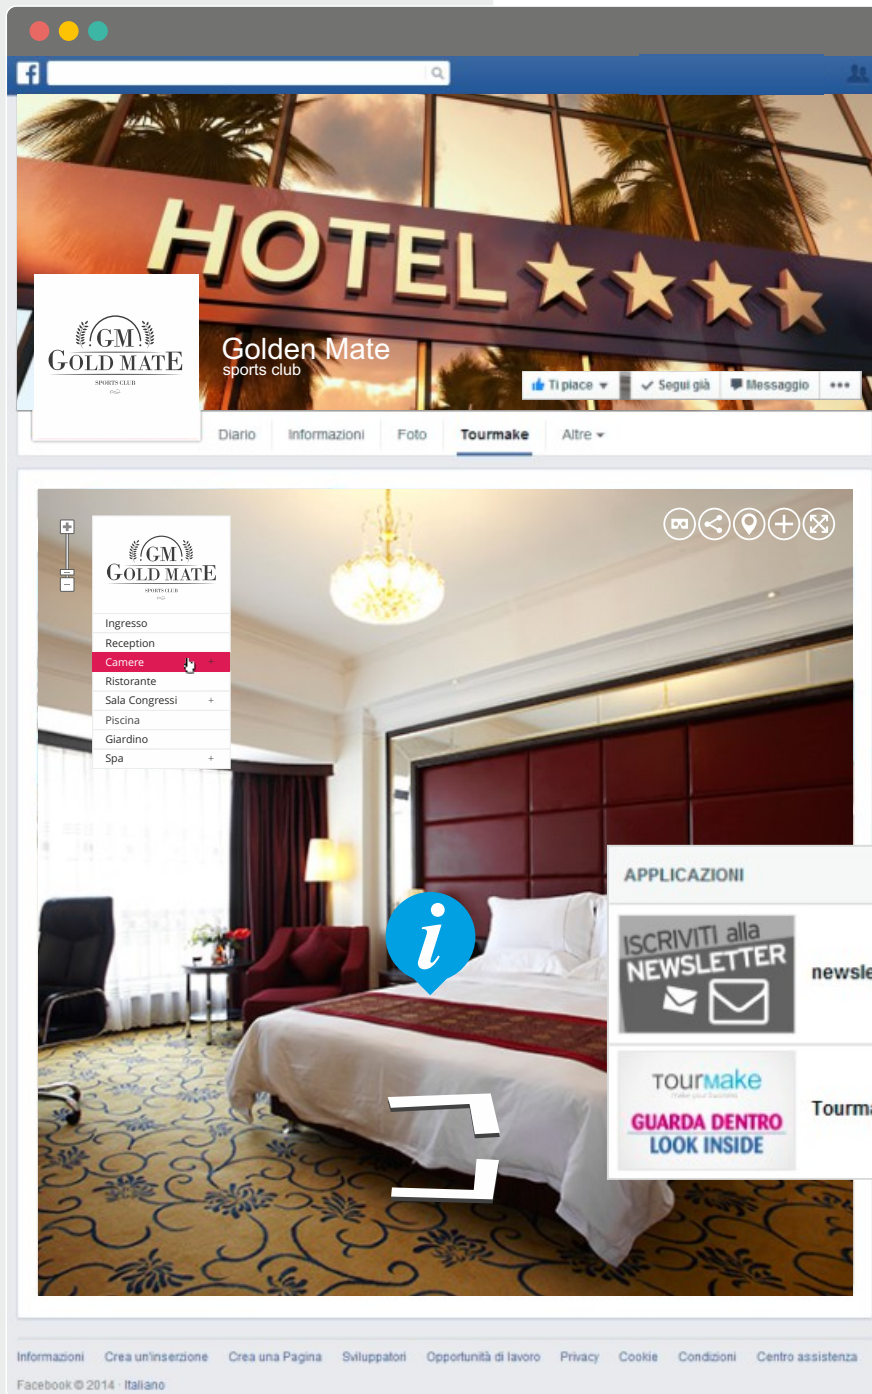 f
HOTEL ★★★★
GM
GOLD MATE
SPORTS CLUB
Golden Mate
sports club
Ti piace
Segui già
Messaggio
Diario
Informazioni
Foto
Tourmake
Altre
GM
GOLD MATE
SPORTS CLUB
Ingresso
Reception
Camere +
Ristorante
Sala Congressi +
Piscina
Giardino
Spa +
i
APPLICAZIONI
ISCRIVITI alla
NEWSLETTER
newsle
TOURMAKE
make your business
GUARDA DENTRO
LOOK INSIDE
Tourma
Informazioni Crea un'inserzione Crea una Pagina Sviluppatori Opportunità di lavoro Privacy Cookie Condizioni Centro assistenza
Facebook © 2014 · Italiano